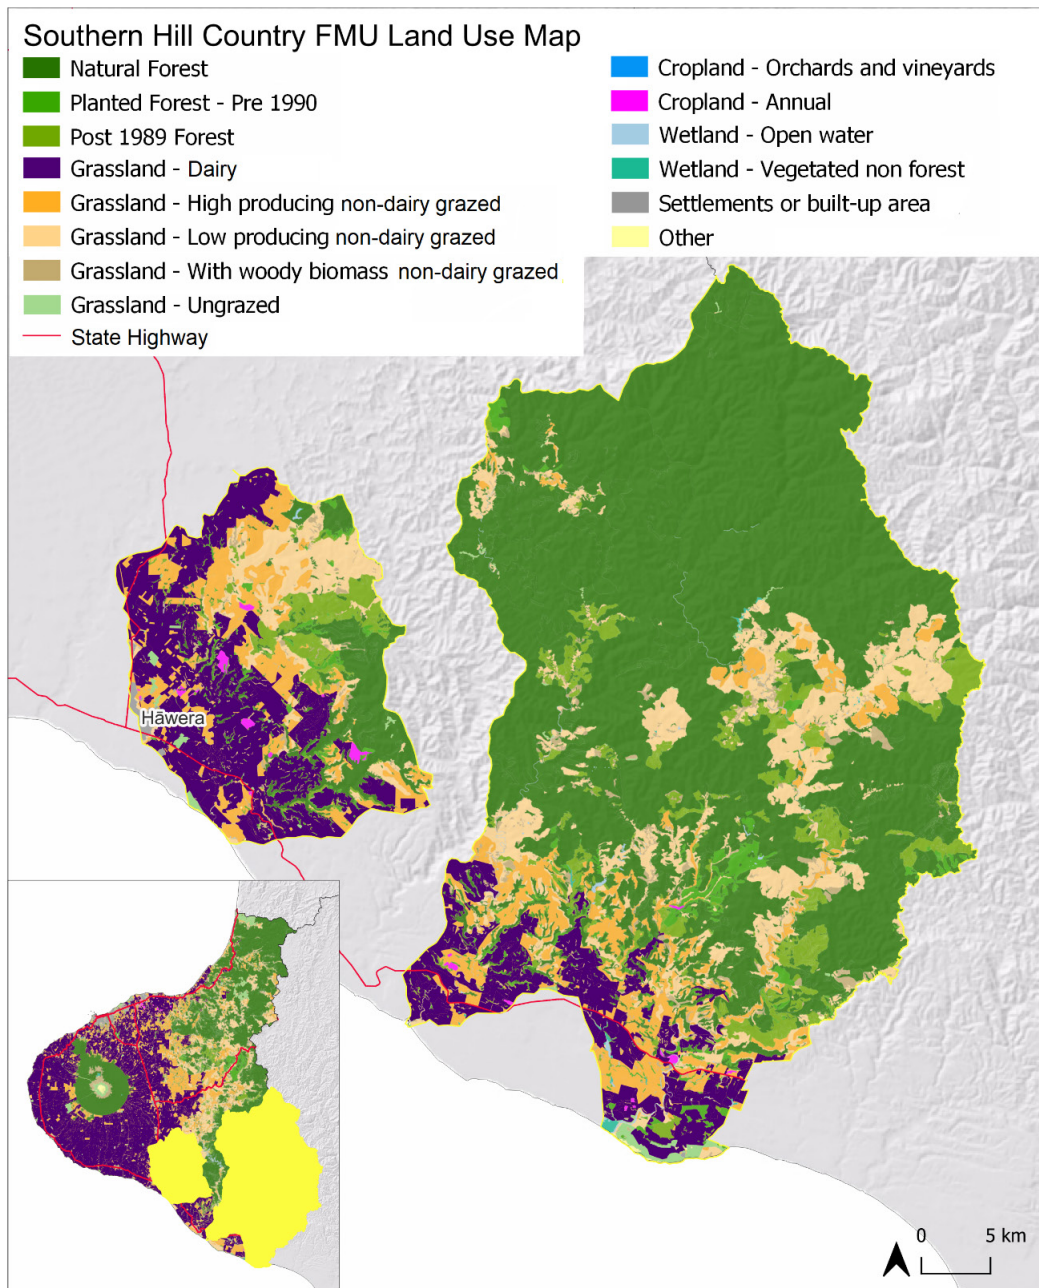 Southern Hill Country FMU Land Use Map
Natural Forest
Planted Forest - Pre 1990
Post 1989 Forest
Grassland - Dairy
Grassland - High producing non-dairy grazed
Grassland - Low producing non-dairy grazed
Grassland - With woody biomass non-dairy grazed
Grassland - Ungrazed
State Highway
Cropland - Orchards and vineyards
Cropland - Annual
Wetland - Open water
Wetland - Vegetated non forest
Settlements or built-up area
Other
Hāwera
0 5 km